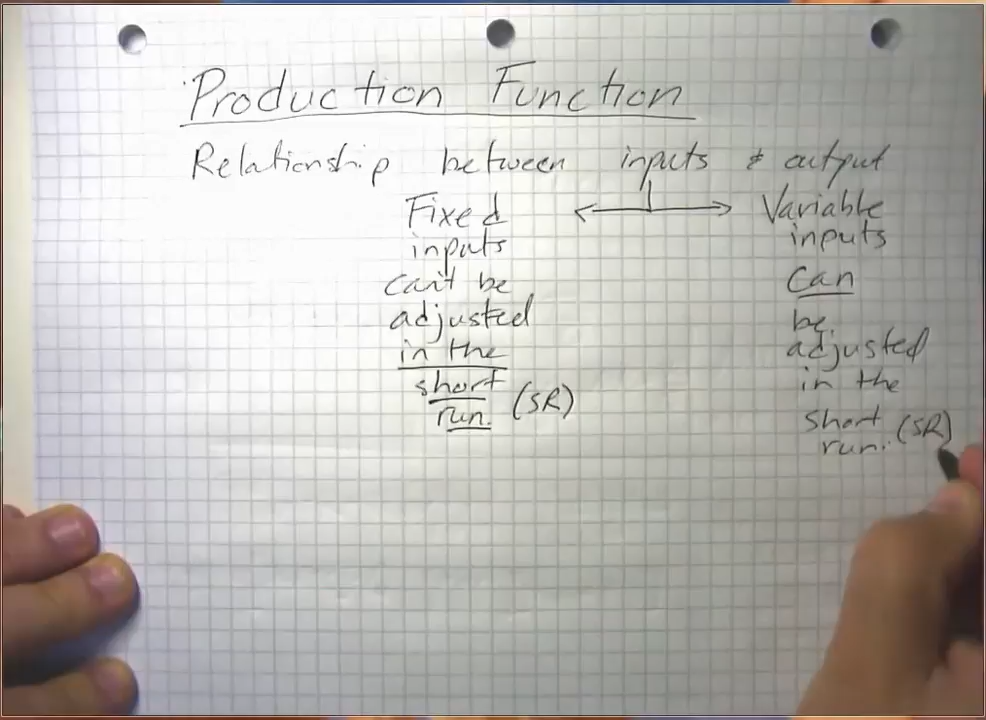 Production Function
Relationship between inputs & output
Fixed
inputs
can't be
adjusted
in the
short
run. (SR)
Variable
inputs
can
be
adjusted
in the
short
run. (SR)